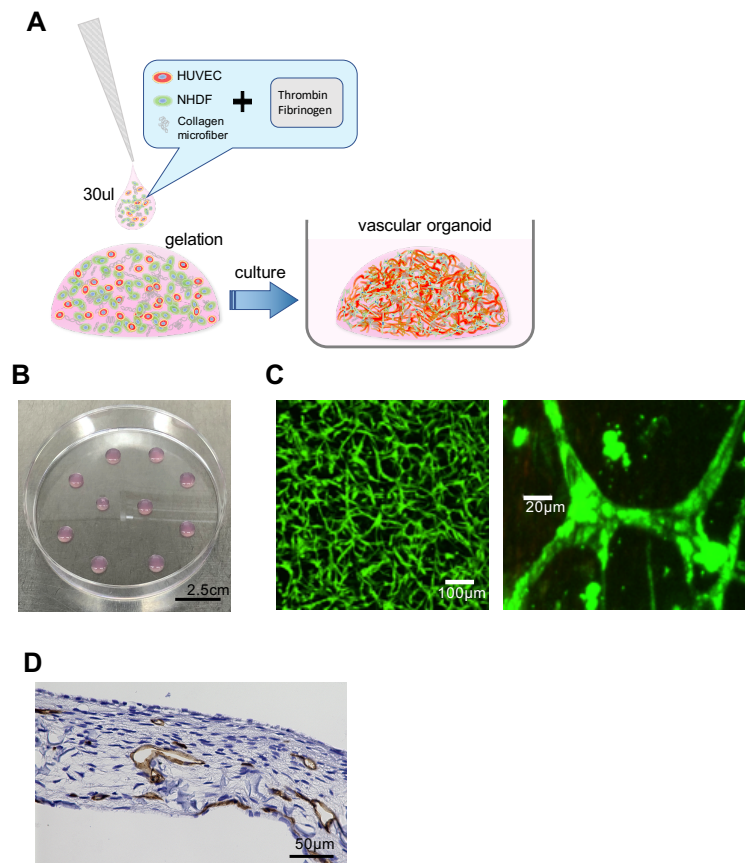 A
HUVEC
NHDF
Collagen
microfiber
Thrombin
Fibrinogen
30ul
gelation
culture
vascular organoid
B
2.5cm
C
100μm
20μm
D
50μm